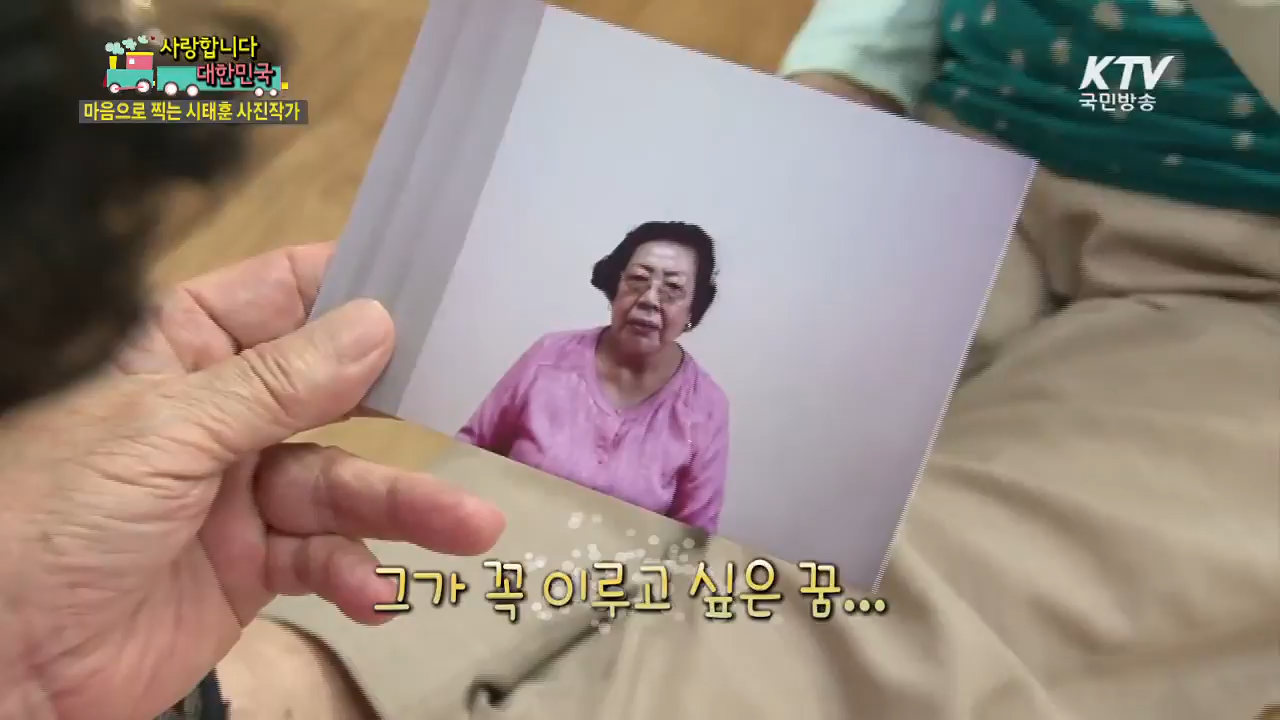 사랑합니다
대한민국
마음으로 찍는 시태훈 사진작가
KTV
국민방송
그가 꼭 이루고 싶은 꿈...